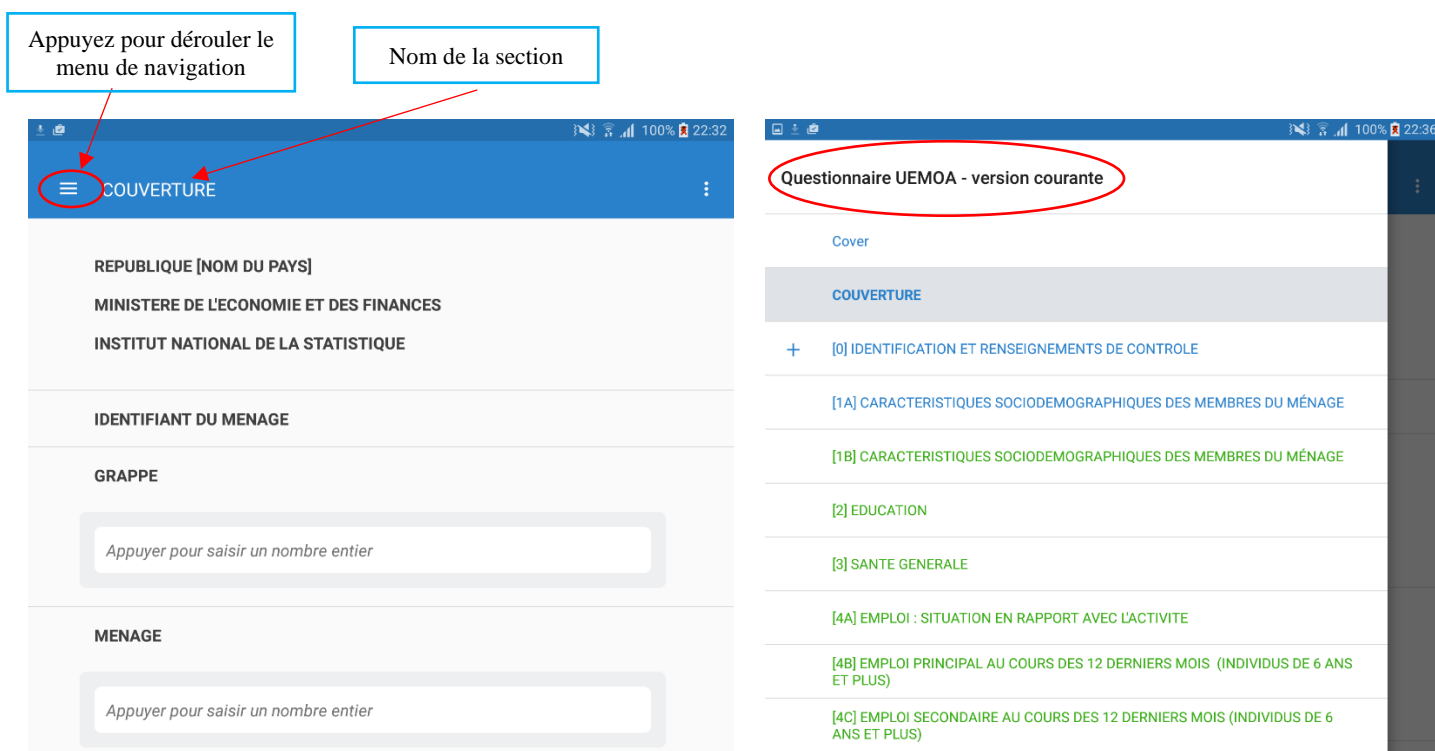 Appuyez pour dérouler le
menu de navigation
Nom de la section
100% 22:32
COUVERTURE
REPUBLIQUE [NOM DU PAYS]
MINISTERE DE L'ECONOMIE ET DES FINANCES
INSTITUT NATIONAL DE LA STATISTIQUE
IDENTIFIANT DU MENAGE
GRAPPE
Appuyer pour saisir un nombre entier
MENAGE
Appuyer pour saisir un nombre entier
100% 22:36
Questionnaire UEMOA - version courante
Cover
COUVERTURE
+ [0] IDENTIFICATION ET RENSEIGNEMENTS DE CONTROLE
[1A] CARACTERISTIQUES SOCIODEMOGRAPHIQUES DES MEMBRES DU MÉNAGE
[1B] CARACTERISTIQUES SOCIODEMOGRAPHIQUES DES MEMBRES DU MÉNAGE
[2] EDUCATION
[3] SANTE GENERALE
[4A] EMPLOI : SITUATION EN RAPPORT AVEC L'ACTIVITE
[4B] EMPLOI PRINCIPAL AU COURS DES 12 DERNIERS MOIS (INDIVIDUS DE 6 ANS
ET PLUS)
[4C] EMPLOI SECONDAIRE AU COURS DES 12 DERNIERS MOIS (INDIVIDUS DE 6
ANS ET PLUS)